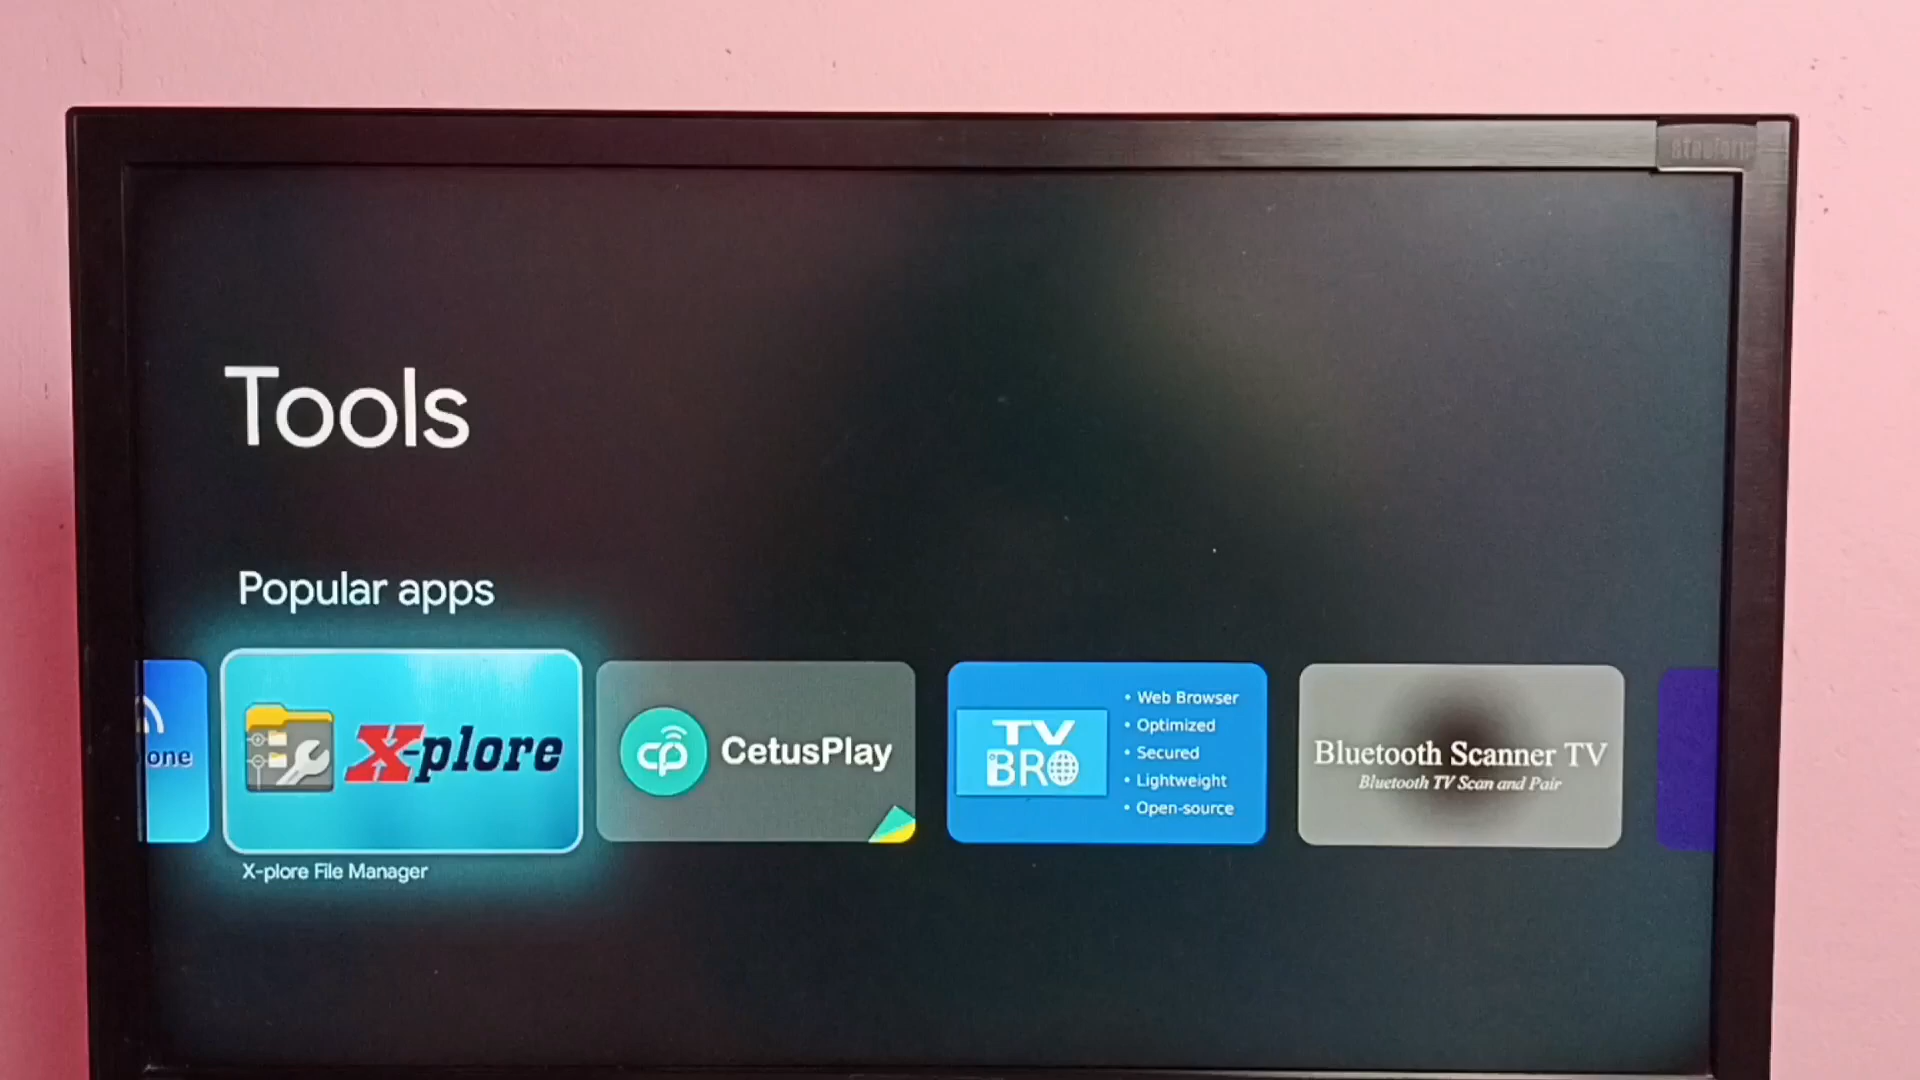 Tools
Popular apps
one
X-plore
CetusPlay
TV
BRO
• Web Browser
• Optimized
• Secured
• Lightweight
• Open-source
Bluetooth Scanner TV
Bluetooth TV Scan and Pair
X-plore File Manager